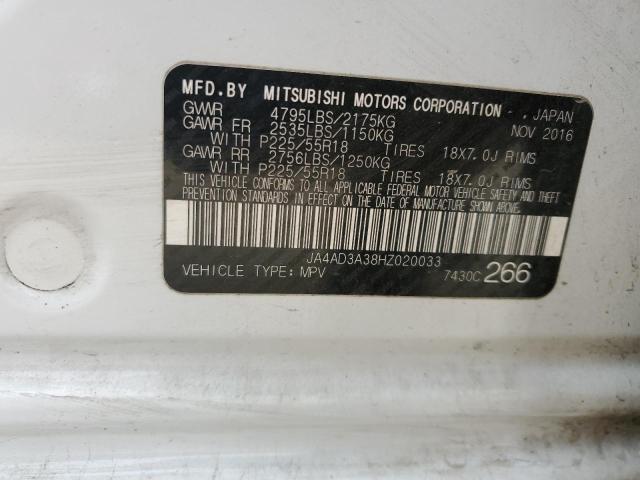 MFD.BY MITSUBISHI MOTORS CORPORATION JAPAN
GVWR 4795LBS/2175KG NOV 2016
GAWR FR 2535LBS/1150KG
WITH P225/55R18 TIRES 18X7.0J RIMS
GAWR RR 2756LBS/1250KG
WITH P225/55R18 TIRES 18X7.0J RIMS
THIS VEHICLE CONFORMS TO ALL APPLICABLE FEDERAL MOTOR VEHICLE SAFETY AND THEFT
PREVENTION STANDARDS IN EFFECT ON THE DATE OF MANUFACTURE SHOWN ABOVE.
JA4AD3A38HZ020033
VEHICLE TYPE: MPV 7430C 266